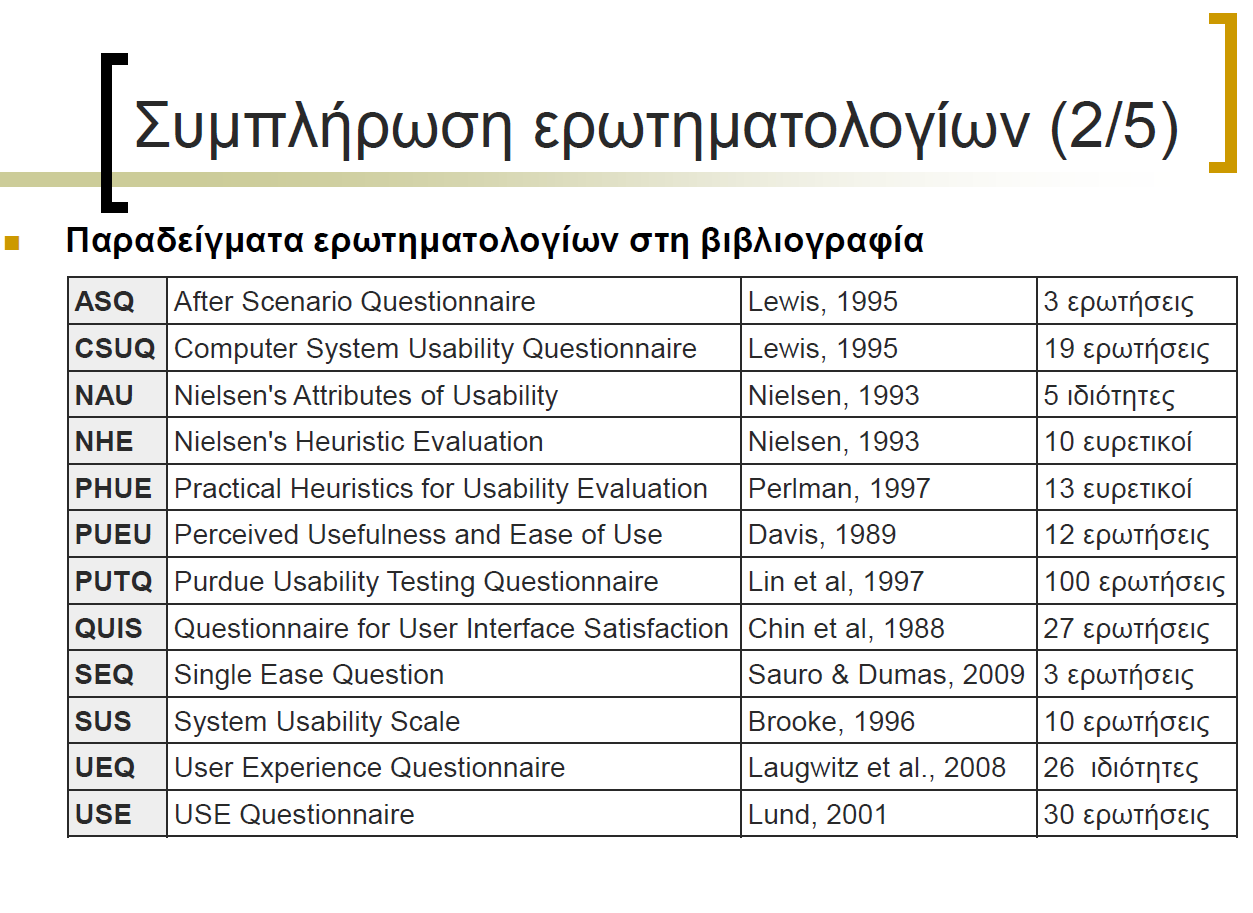 Συμπλήρωση ερωτηματολογίων (2/5)
Παραδείγματα ερωτηματολογίων στη βιβλιογραφία
ASQ After Scenario Questionnaire Lewis, 1995 3 ερωτήσεις
CSUQ Computer System Usability Questionnaire Lewis, 1995 19 ερωτήσεις
NAU Nielsen's Attributes of Usability Nielsen, 1993 5 ιδιότητες
NHE Nielsen's Heuristic Evaluation Nielsen, 1993 10 ευρετικοί
PHUE Practical Heuristics for Usability Evaluation Perlman, 1997 13 ευρετικοί
PUEU Perceived Usefulness and Ease of Use Davis, 1989 12 ερωτήσεις
PUTQ Purdue Usability Testing Questionnaire Lin et al, 1997 100 ερωτήσεις
QUIS Questionnaire for User Interface Satisfaction Chin et al, 1988 27 ερωτήσεις
SEQ Single Ease Question Sauro & Dumas, 2009 3 ερωτήσεις
SUS System Usability Scale Brooke, 1996 10 ερωτήσεις
UEQ User Experience Questionnaire Laugwitz et al., 2008 26 ιδιότητες
USE USE Questionnaire Lund, 2001 30 ερωτήσεις